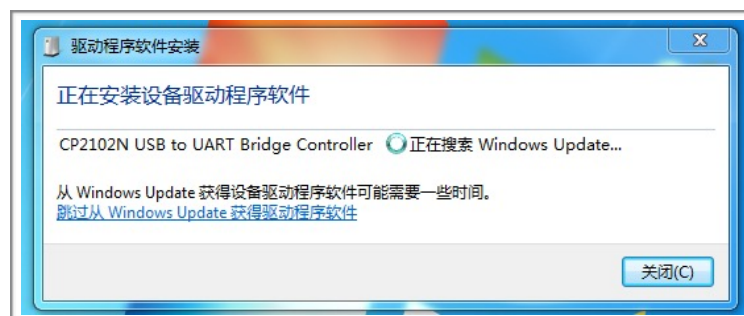 驱动程序软件安装
正在安装设备驱动程序软件
CP2102N USB to UART Bridge Controller 正在搜索 Windows Update...
从 Windows Update 获得设备驱动程序软件可能需要一些时间。
跳过从 Windows Update 获得驱动程序软件
关闭(C)